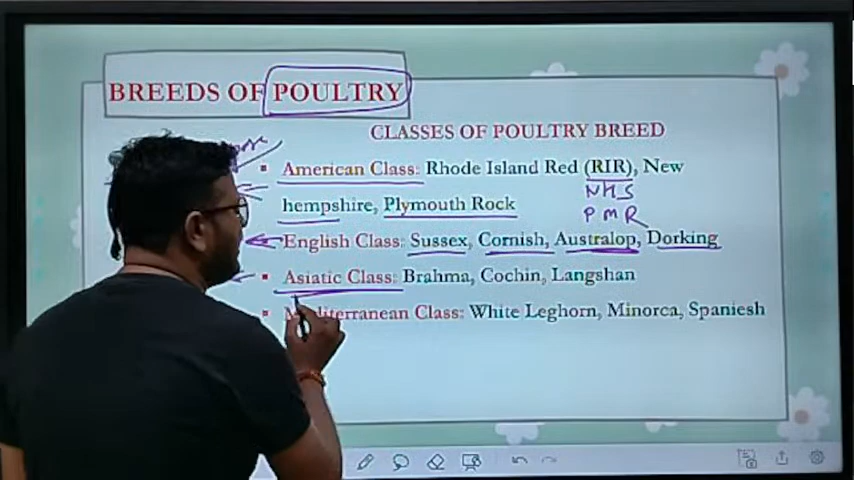 BREEDS OF POULTRY
CLASSES OF POULTRY BREED
American Class: Rhode Island Red (RIR), New
NHS
hempshire, Plymouth Rock
PMR
English Class: Sussex, Cornish, Australop, Dorking
Asiatic Class: Brahma, Cochin, Langshan
Mediterranean Class: White Leghorn, Minorca, Spaniesh